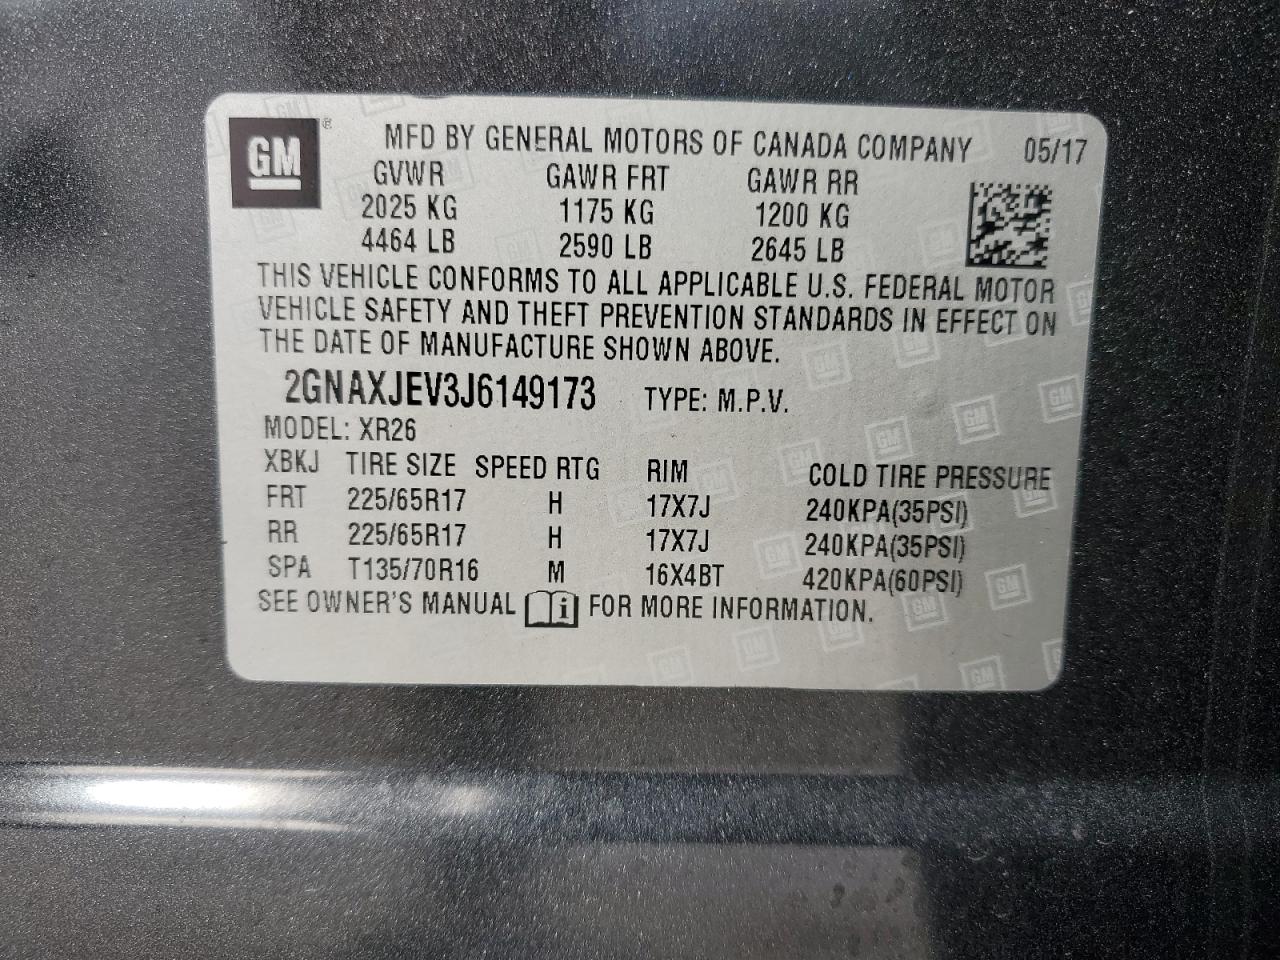 GM® MFD BY GENERAL MOTORS OF CANADA COMPANY 05/17
GVWR GAWR FRT GAWR RR
2025 KG 1175 KG 1200 KG
4464 LB 2590 LB 2645 LB
THIS VEHICLE CONFORMS TO ALL APPLICABLE U.S. FEDERAL MOTOR
VEHICLE SAFETY AND THEFT PREVENTION STANDARDS IN EFFECT ON
THE DATE OF MANUFACTURE SHOWN ABOVE.
2GNAXJEV3J6149173 TYPE: M.P.V.
MODEL: XR26
XBKJ TIRE SIZE SPEED RTG RIM COLD TIRE PRESSURE
FRT 225/65R17 H 17X7J 240KPA(35PSI)
RR 225/65R17 H 17X7J 240KPA(35PSI)
SPA T135/70R16 M 16X4BT 420KPA(60PSI)
SEE OWNER'S MANUAL i FOR MORE INFORMATION.